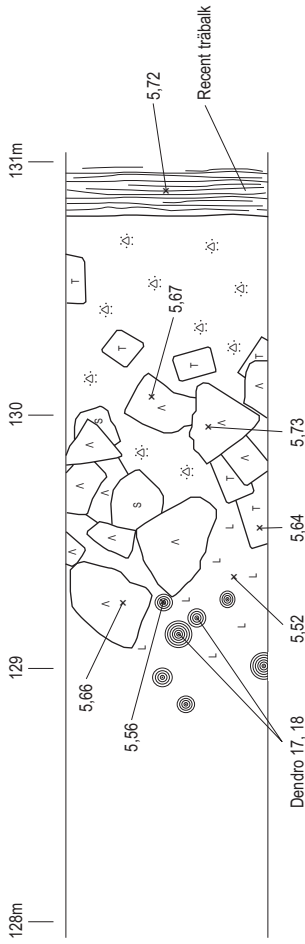 128m
129
130
131m
5,66
5,56
Dendro 17, 18
5,52
5,64
5,73
5,67
5,72
Recent träbalk
T
T
T
T
Λ
Λ
S
Λ
Λ
Λ
T
Λ
S
T
L
Λ
Λ
Λ
L
L
Λ
L
L
L
L